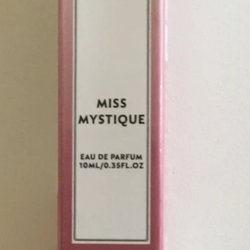 MISS
MYSTIQUE
EAU DE PARFUM
10ML/0.35FL.OZ